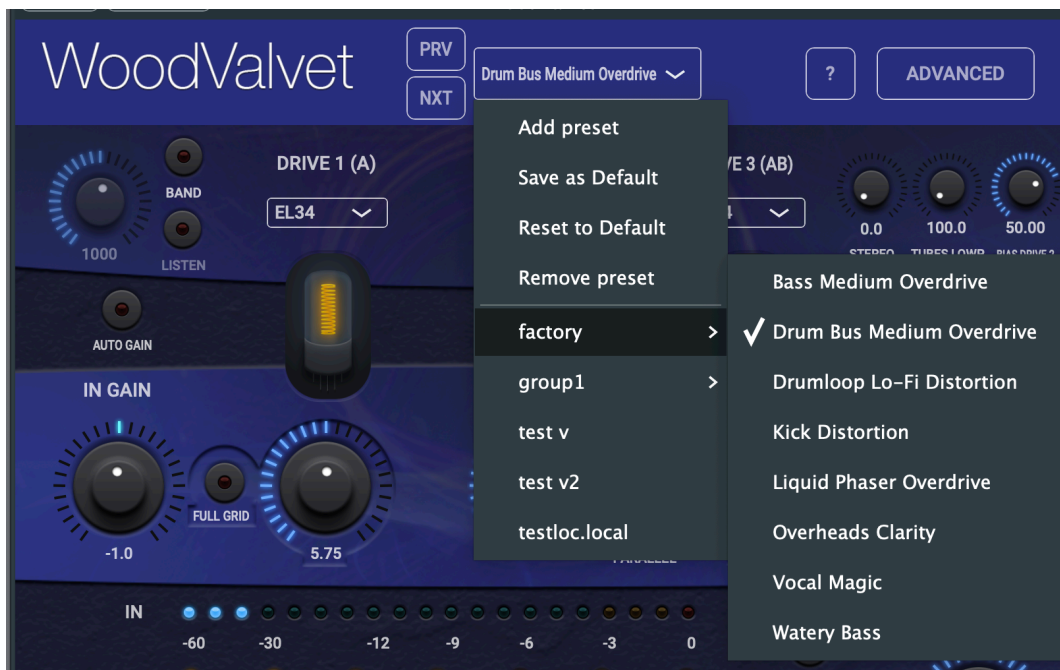 WoodValvet
PRV
NXT
Drum Bus Medium Overdrive
?
ADVANCED
Add preset
Save as Default
Reset to Default
Remove preset
factory
group1
test v
test v2
testloc.local
Bass Medium Overdrive
Drum Bus Medium Overdrive
Drumloop Lo-Fi Distortion
Kick Distortion
Liquid Phaser Overdrive
Overheads Clarity
Vocal Magic
Watery Bass
1000
BAND
LISTEN
DRIVE 1 (A)
EL34
3 (AB)
0.0
100.0
50.00
AUTO GAIN
IN GAIN
-1.0
FULL GRID
5.75
IN
-60
-30
-12
-9
-6
-3
0